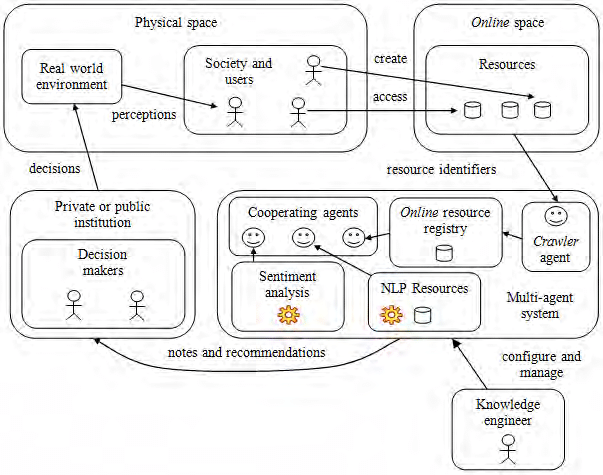 Physical space
Online space
Real world
environment
Society and
users
Resources
create
access
perceptions
decisions
resource identifiers
Private or public
institution
Decision
makers
Cooperating agents
Online resource
registry
Crawler
agent
Sentiment
analysis
NLP Resources
Multi-agent
system
notes and recommendations
configure and
manage
Knowledge
engineer